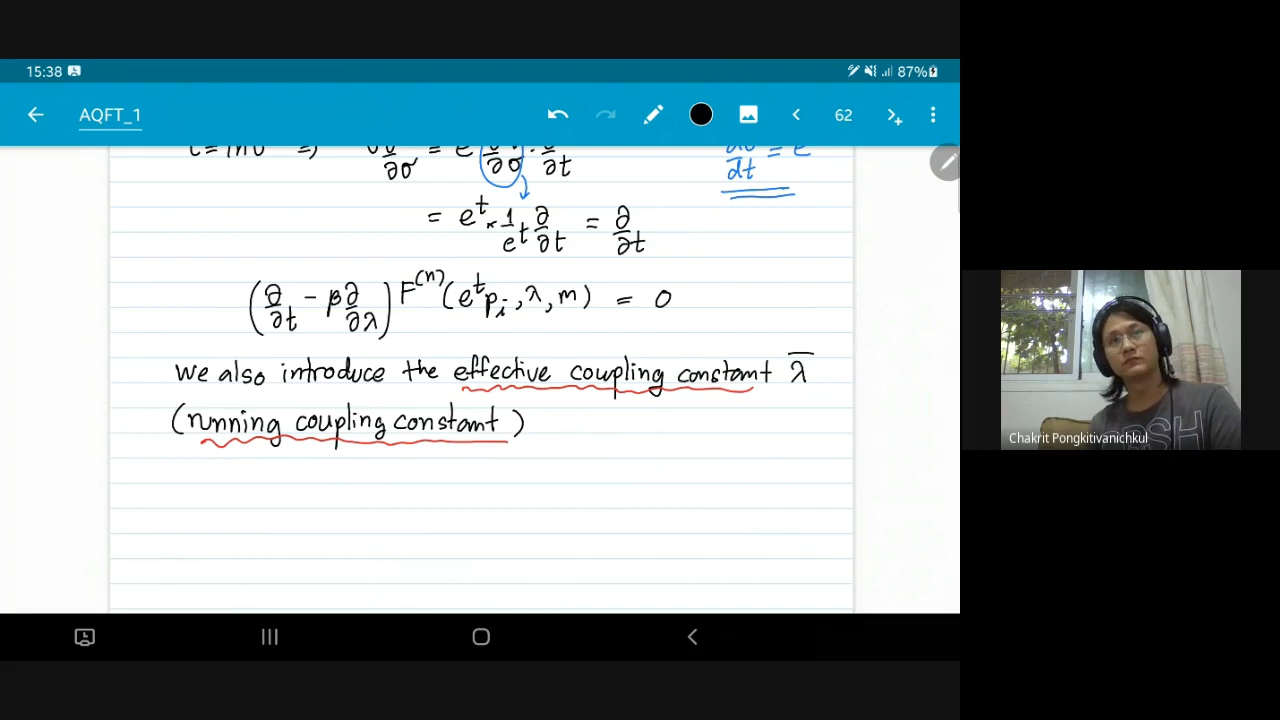 15:38 87%
AQFT_1 62
= e^t × 1/e^t ∂/∂t = ∂/∂t
(∂/∂t − β ∂/∂λ) F^(n)(e^t p_i, λ, m) = 0
We also introduce the effective coupling constant λ̅
(running coupling constant)
Chakrit Pongkitivanichkul